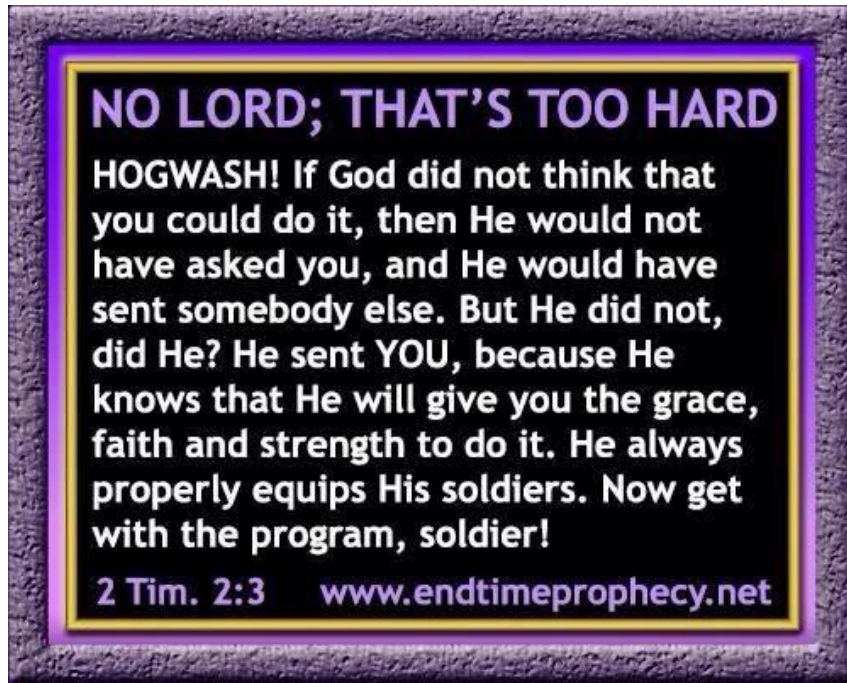 NO LORD; THAT'S TOO HARD
HOGWASH! If God did not think that
you could do it, then He would not
have asked you, and He would have
sent somebody else. But He did not,
did He? He sent YOU, because He
knows that He will give you the grace,
faith and strength to do it. He always
properly equips His soldiers. Now get
with the program, soldier!
2 Tim. 2:3 www.endtimeprophecy.net